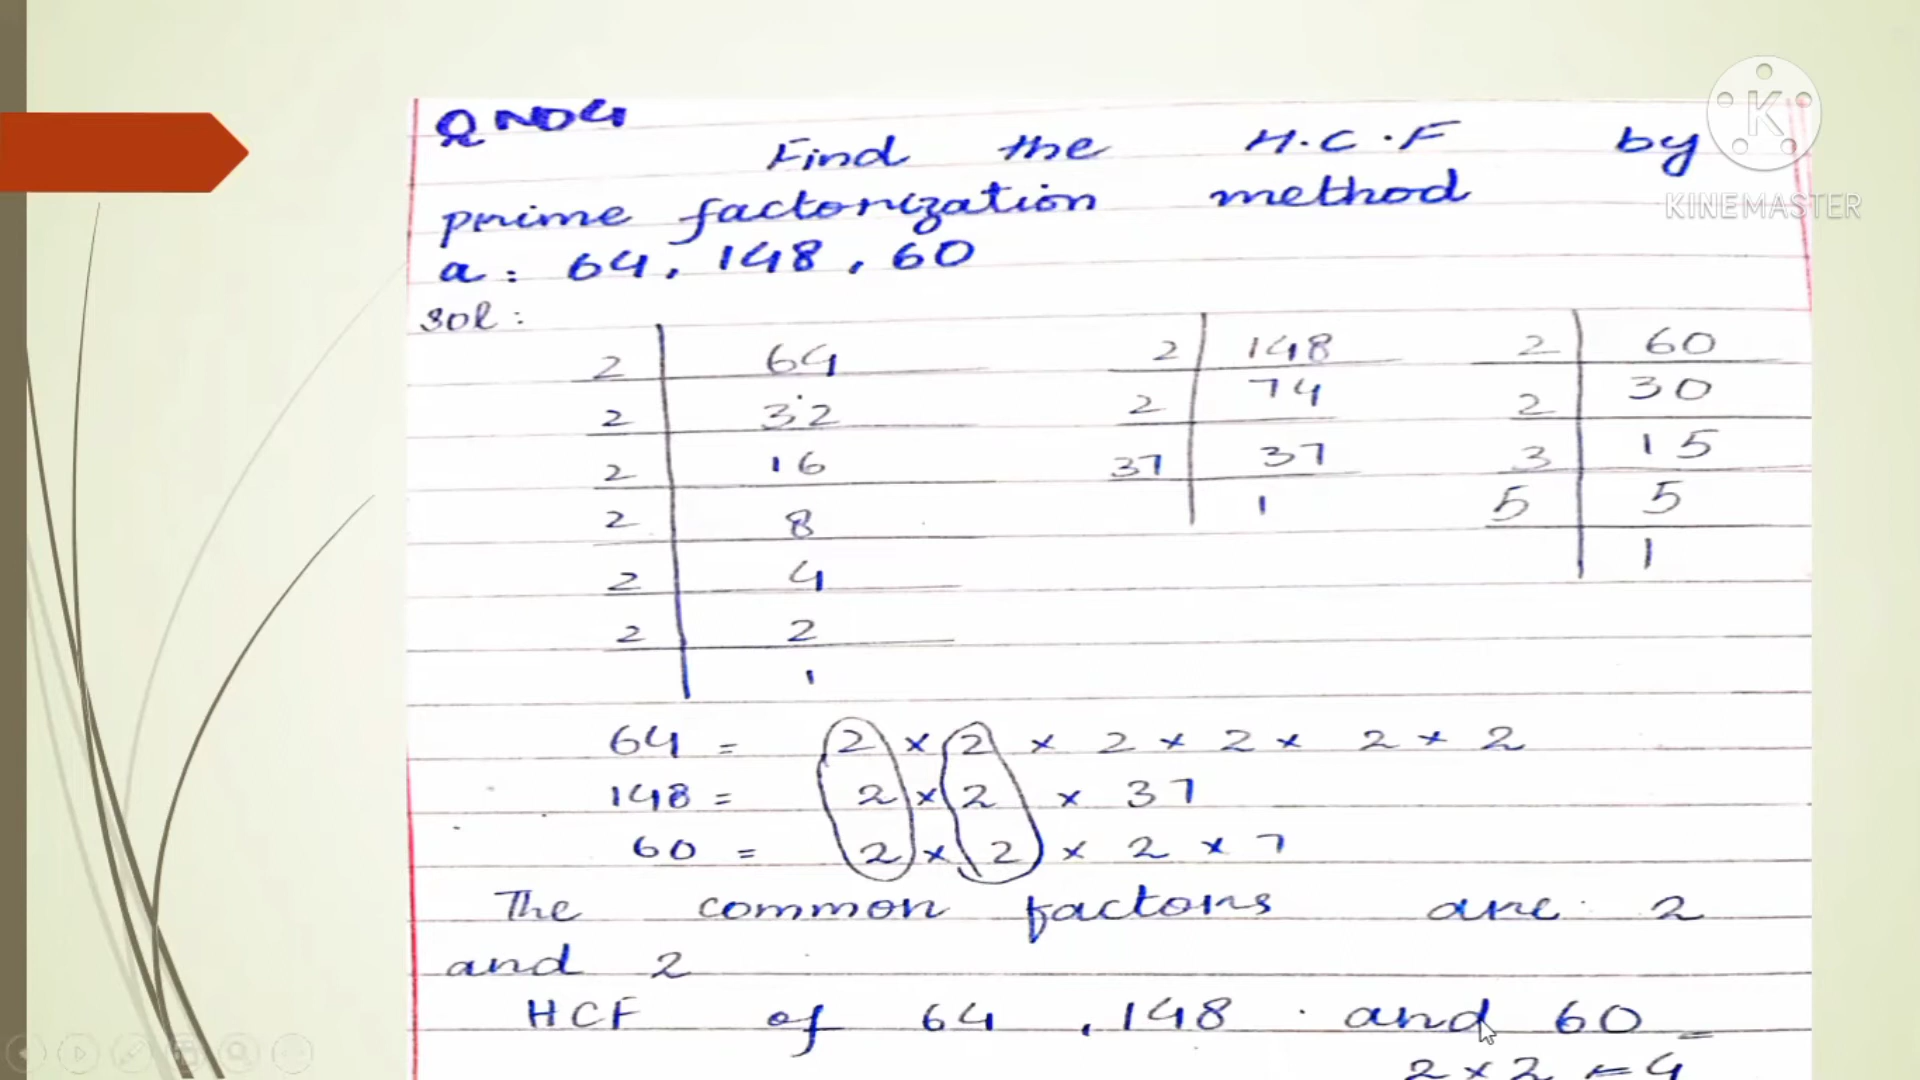 Q NO 4
Find the H.C.F by
prime factorization method
a: 64, 148, 60
Sol:
2 64 2 148 2 60
2 32 2 74 2 30
2 16 37 37 3 15
2 8 1 5 5
2 4 1
2 2
1
64 = 2 × 2 × 2 × 2 × 2 × 2
148 = 2 × 2 × 37
60 = 2 × 2 × 2 × 7
The common factors are: 2
and 2
HCF of 64, 148 and 60 =
2 × 2 = 4
K
KINEMASTER